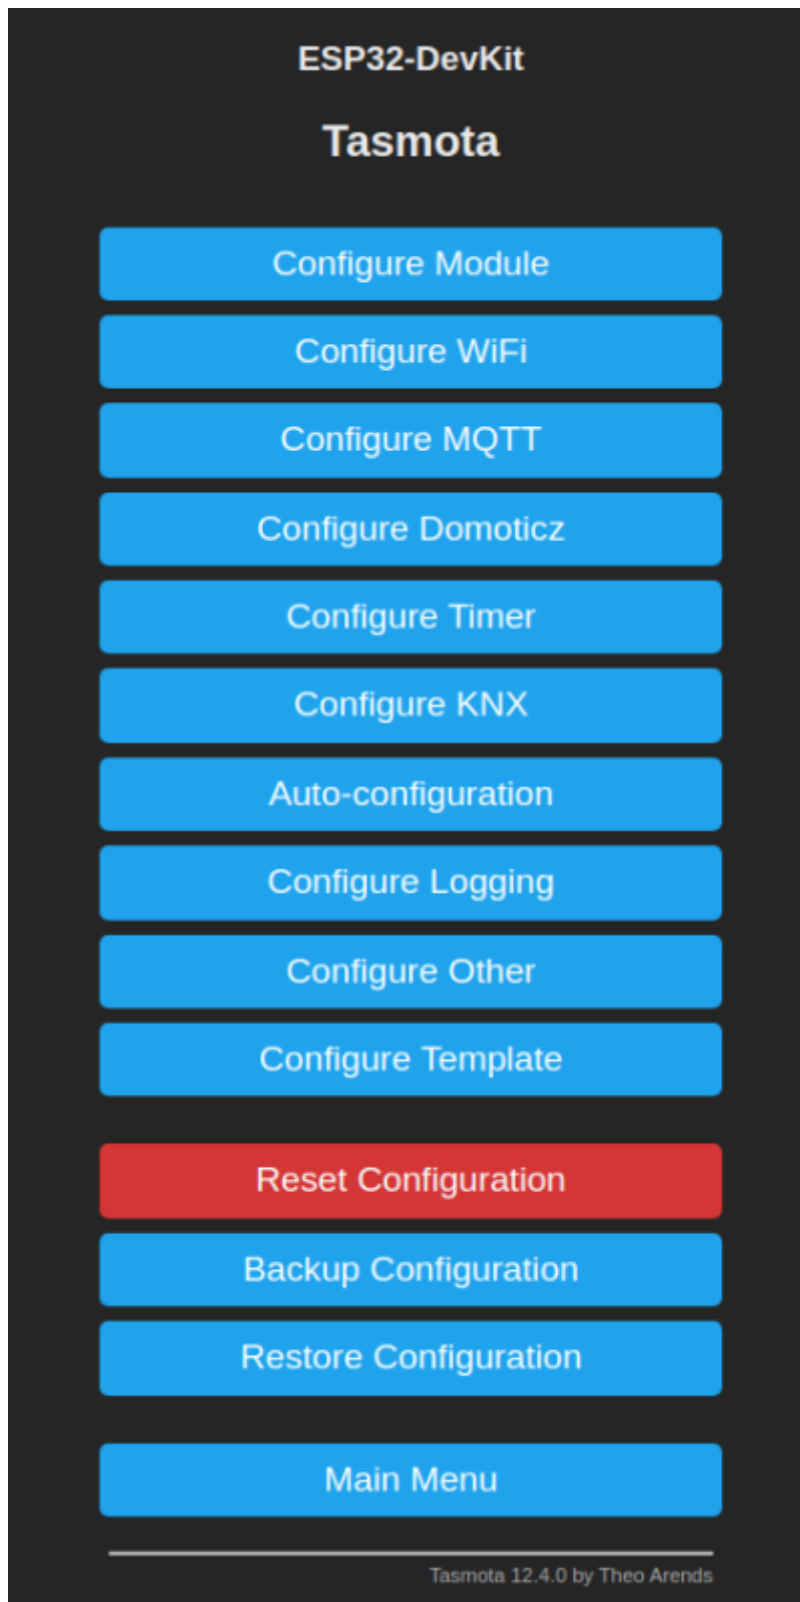 ESP32-DevKit
Tasmota
Configure Module
Configure WiFi
Configure MQTT
Configure Domoticz
Configure Timer
Configure KNX
Auto-configuration
Configure Logging
Configure Other
Configure Template
Reset Configuration
Backup Configuration
Restore Configuration
Main Menu
Tasmota 12.4.0 by Theo Arends